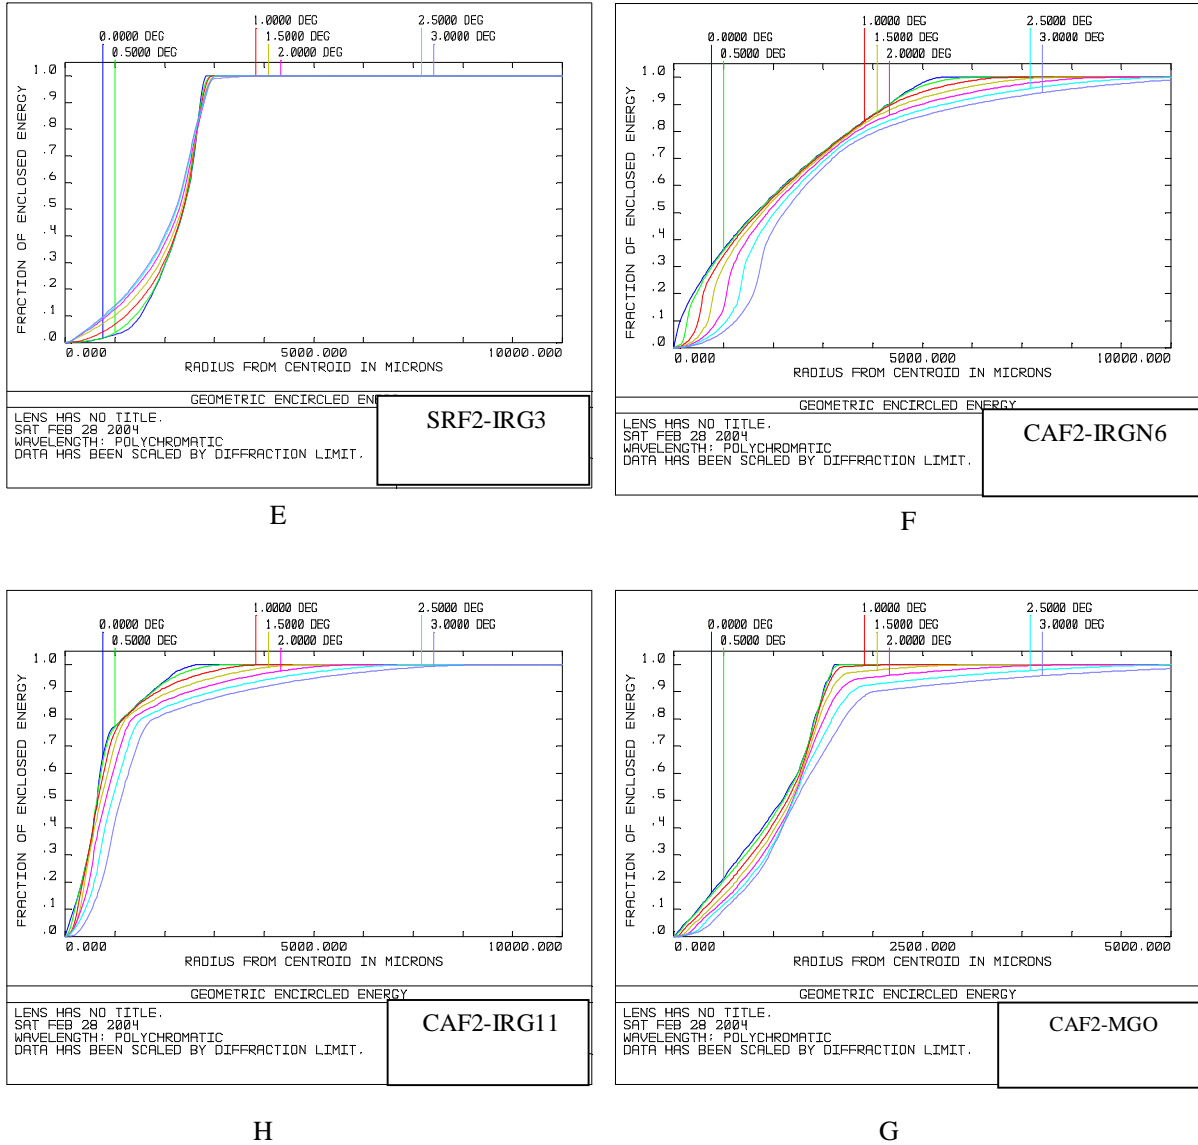 1.0000 DEG 2.5000 DEG
0.0000 DEG 1.5000 DEG 3.0000 DEG
0.5000 DEG 2.0000 DEG
1.0
.9
.8
.7
.6
.5
.4
.3
.2
.1
.0
FRACTION OF ENCLOSED ENERGY
0.000 5000.000 10000.000
RADIUS FROM CENTROID IN MICRONS
GEOMETRIC ENCIRCLED ENERGY
LENS HAS NO TITLE.
SAT FEB 28 2004
WAVELENGTH: POLYCHROMATIC
DATA HAS BEEN SCALED BY DIFFRACTION LIMIT.
SRF2-IRG3
E
1.0000 DEG 2.5000 DEG
0.0000 DEG 1.5000 DEG 3.0000 DEG
0.5000 DEG 2.0000 DEG
1.0
.9
.8
.7
.6
.5
.4
.3
.2
.1
.0
FRACTION OF ENCLOSED ENERGY
0.000 5000.000 10000.000
RADIUS FROM CENTROID IN MICRONS
GEOMETRIC ENCIRCLED ENERGY
LENS HAS NO TITLE.
SAT FEB 28 2004
WAVELENGTH: POLYCHROMATIC
DATA HAS BEEN SCALED BY DIFFRACTION LIMIT.
CAF2-IRGN6
F
1.0000 DEG 2.5000 DEG
0.0000 DEG 1.5000 DEG 3.0000 DEG
0.5000 DEG 2.0000 DEG
1.0
.9
.8
.7
.6
.5
.4
.3
.2
.1
.0
FRACTION OF ENCLOSED ENERGY
0.000 5000.000 10000.000
RADIUS FROM CENTROID IN MICRONS
GEOMETRIC ENCIRCLED ENERGY
LENS HAS NO TITLE.
SAT FEB 28 2004
WAVELENGTH: POLYCHROMATIC
DATA HAS BEEN SCALED BY DIFFRACTION LIMIT.
CAF2-IRG11
H
1.0000 DEG 2.5000 DEG
0.0000 DEG 1.5000 DEG 3.0000 DEG
0.5000 DEG 2.0000 DEG
1.0
.9
.8
.7
.6
.5
.4
.3
.2
.1
.0
FRACTION OF ENCLOSED ENERGY
0.000 2500.000 5000.000
RADIUS FROM CENTROID IN MICRONS
GEOMETRIC ENCIRCLED ENERGY
LENS HAS NO TITLE.
SAT FEB 28 2004
WAVELENGTH: POLYCHROMATIC
DATA HAS BEEN SCALED BY DIFFRACTION LIMIT.
CAF2-MGO
G